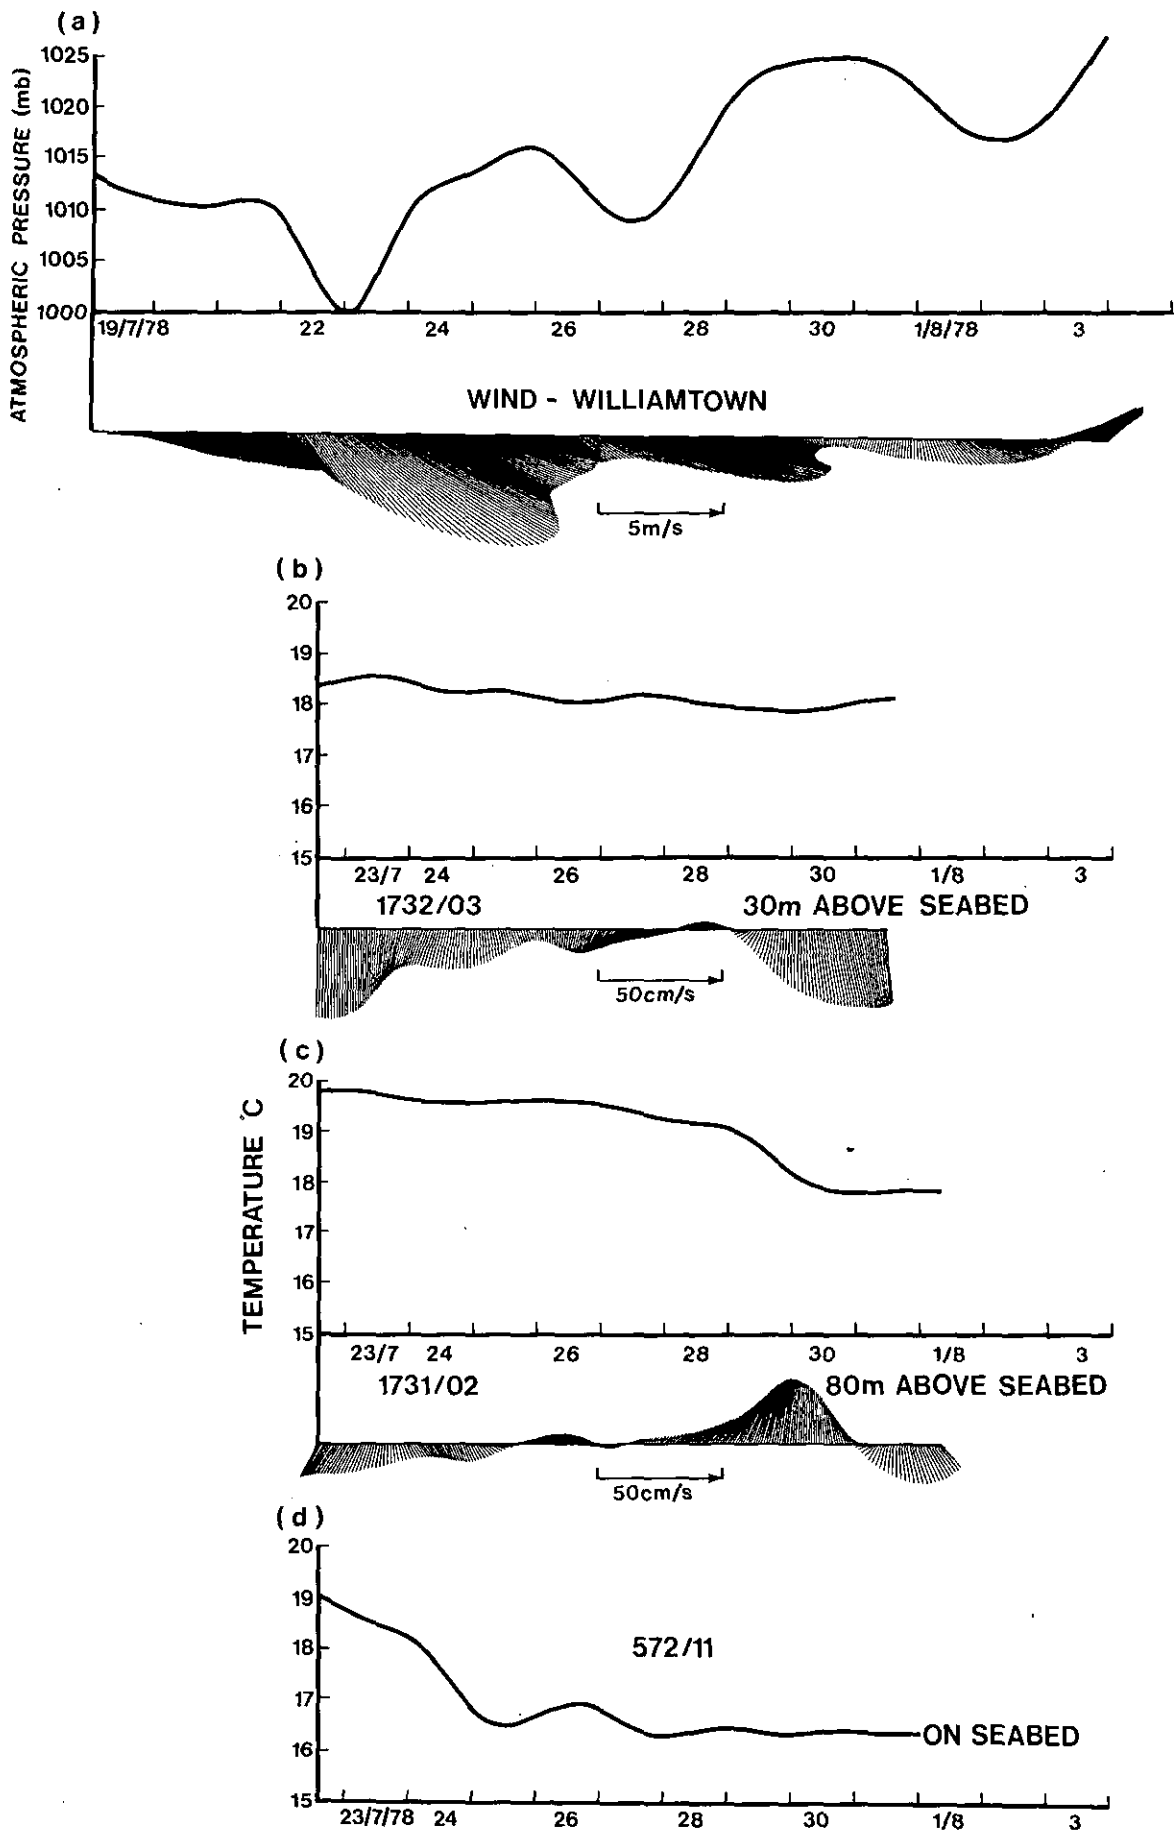 (a)
ATMOSPHERIC PRESSURE (mb)
1025
1020
1015
1010
1005
1000
19/7/78 22 24 26 28 30 1/8/78 3
WIND - WILLIAMTOWN
5m/s
(b)
20
19
18
17
16
15
23/7 24 26 28 30 1/8 3
1732/03 30m ABOVE SEABED
50cm/s
(c)
TEMPERATURE °C
20
19
18
17
16
15
23/7 24 26 28 30 1/8 3
1731/02 80m ABOVE SEABED
50cm/s
(d)
20
19
18
17
16
15
572/11
ON SEABED
23/7/78 24 26 28 30 1/8 3